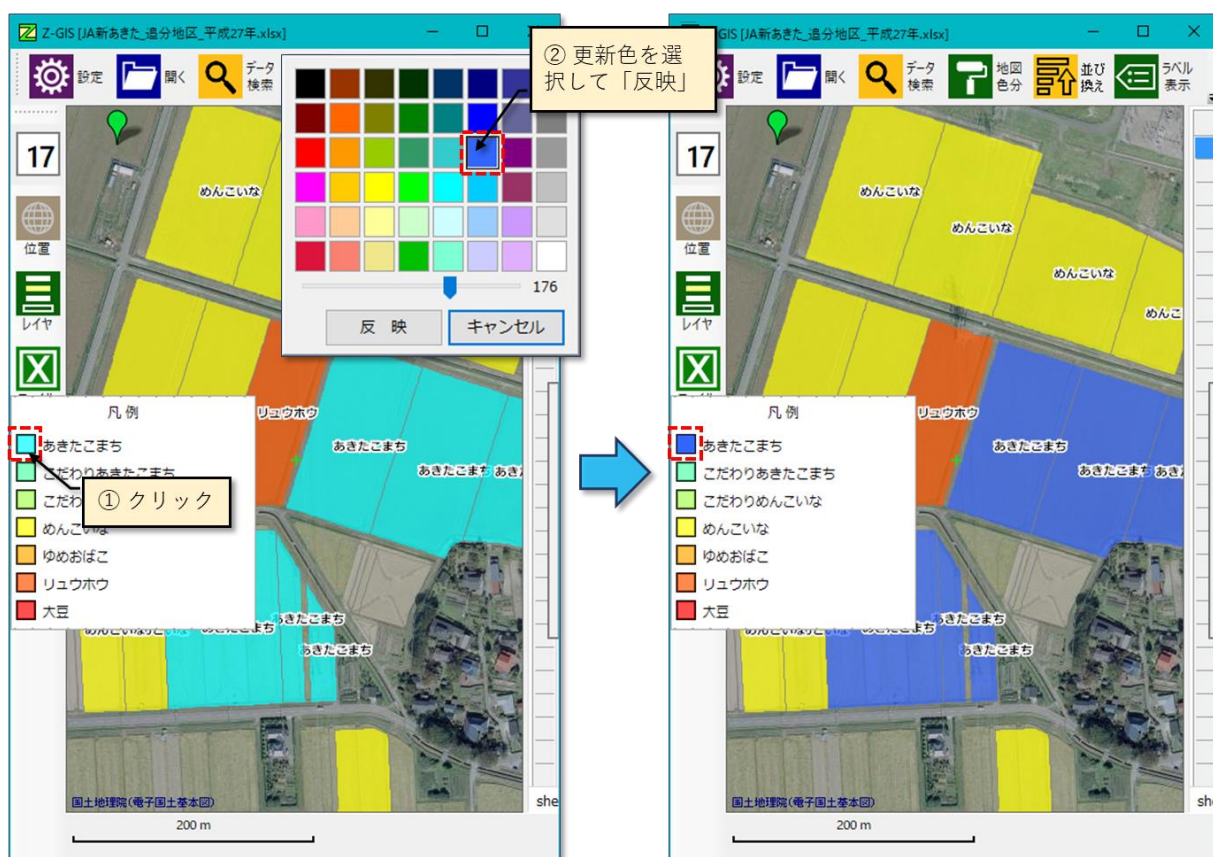 Z-GIS [JA新あきた_追分地区_平成27年.xlsx]
設定
開く
データ
検索
② 更新色を選
択して「反映」
17
位置
レイヤ
めんこいな
176
反 映
キャンセル
凡 例
あきたこまち
こだわりあきたこまち
こだわ
① クリック
めんこいな
ゆめおばこ
リュウホウ
大豆
リュウホウ
あきたこまち
あきたこまち
あきたこまち
あきたこまち
国土地理院(電子国土基本図)
200 m
she
GIS [JA新あきた_追分地区_平成27年.xlsx]
設定
開く
データ
検索
地図
色分
並び
換え
ラベル
表示
17
位置
レイヤ
めんこいな
めんこいな
めんこいな
めんこ
凡 例
あきたこまち
こだわりあきたこまち
こだわりめんこいな
めんこいな
ゆめおばこ
リュウホウ
大豆
リュウホウ
あきたこまち
あきたこまち
あきたこまち
あきたこまち
国土地理院(電子国土基本図)
200 m
she